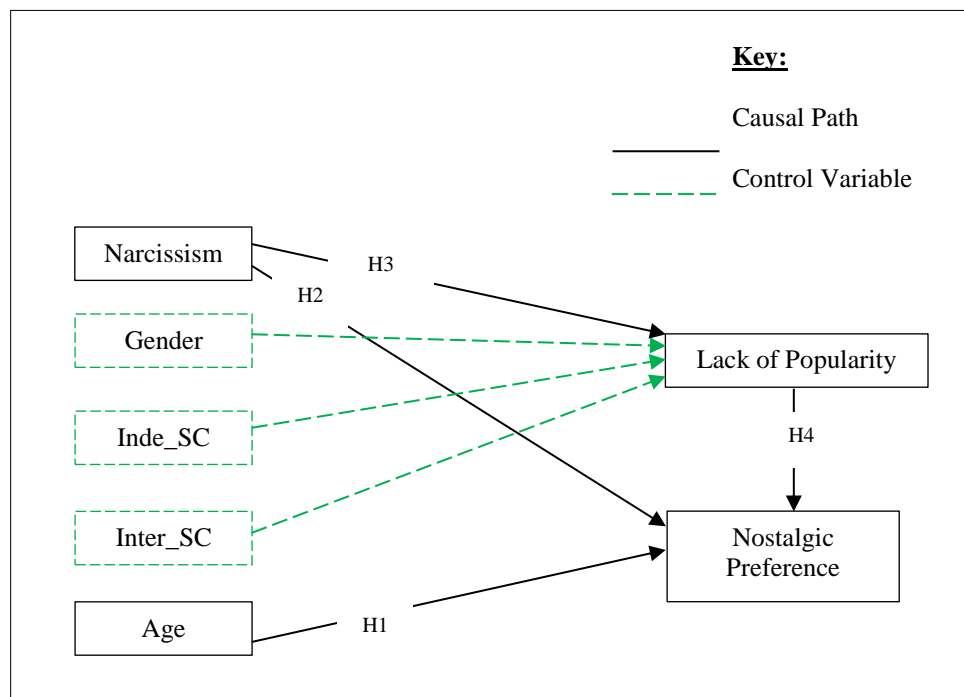 Key:
Causal Path
Control Variable
Narcissism
H3
H2
Gender
Lack of Popularity
Inde_SC
H4
Inter_SC
Nostalgic
Preference
Age
H1